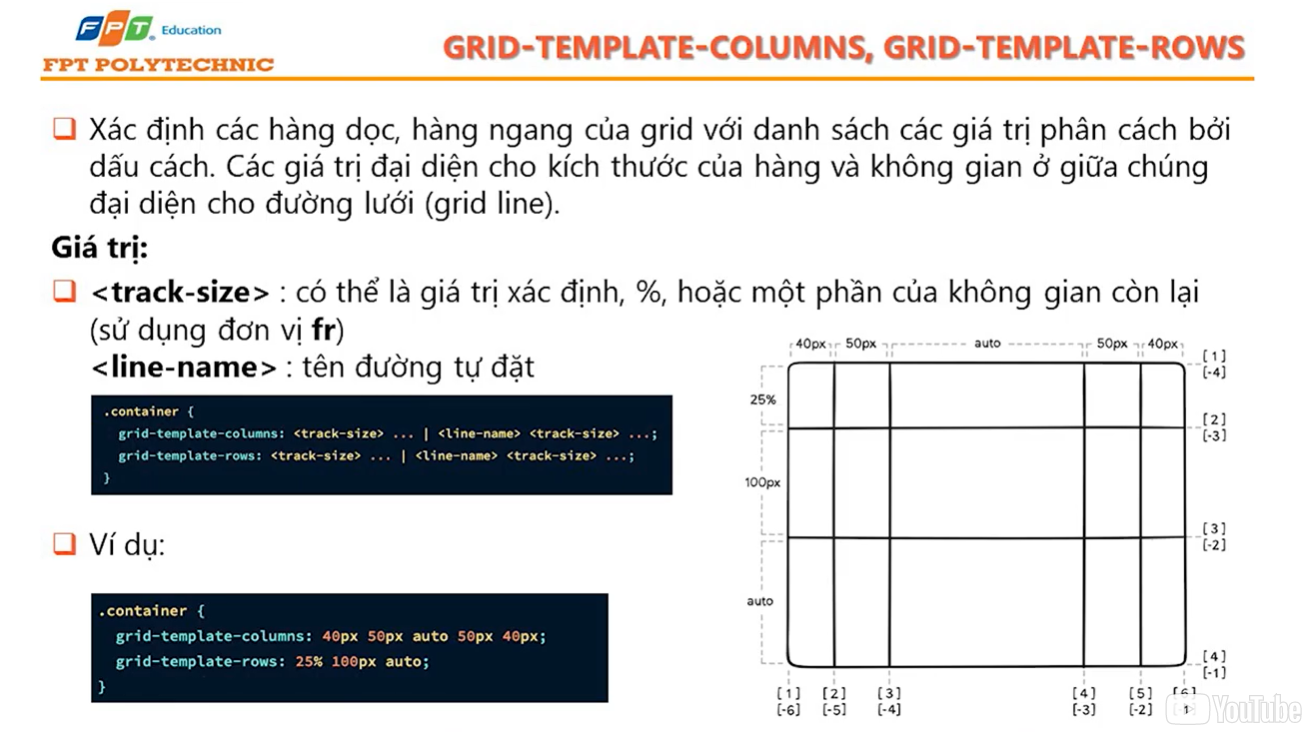 FPT Education
FPT POLYTECHNIC
GRID-TEMPLATE-COLUMNS, GRID-TEMPLATE-ROWS
Xác định các hàng dọc, hàng ngang của grid với danh sách các giá trị phân cách bởi
dấu cách. Các giá trị đại diện cho kích thước của hàng và không gian ở giữa chúng
đại diện cho đường lưới (grid line).
Giá trị:
<track-size> : có thể là giá trị xác định, %, hoặc một phần của không gian còn lại
(sử dụng đơn vị fr)
<line-name> : tên đường tự đặt
.container {
grid-template-columns: <track-size> ... | <line-name> <track-size> ...;
grid-template-rows: <track-size> ... | <line-name> <track-size> ...;
}
Ví dụ:
.container {
grid-template-columns: 40px 50px auto 50px 40px;
grid-template-rows: 25% 100px auto;
}
40px 50px auto 50px 40px
25%
100px
auto
[1]
[-4]
[2]
[-3]
[3]
[-2]
[4]
[-1]
[1] [2] [3] [4] [5] [6]
[-6] [-5] [-4] [-3] [-2]
YouTube